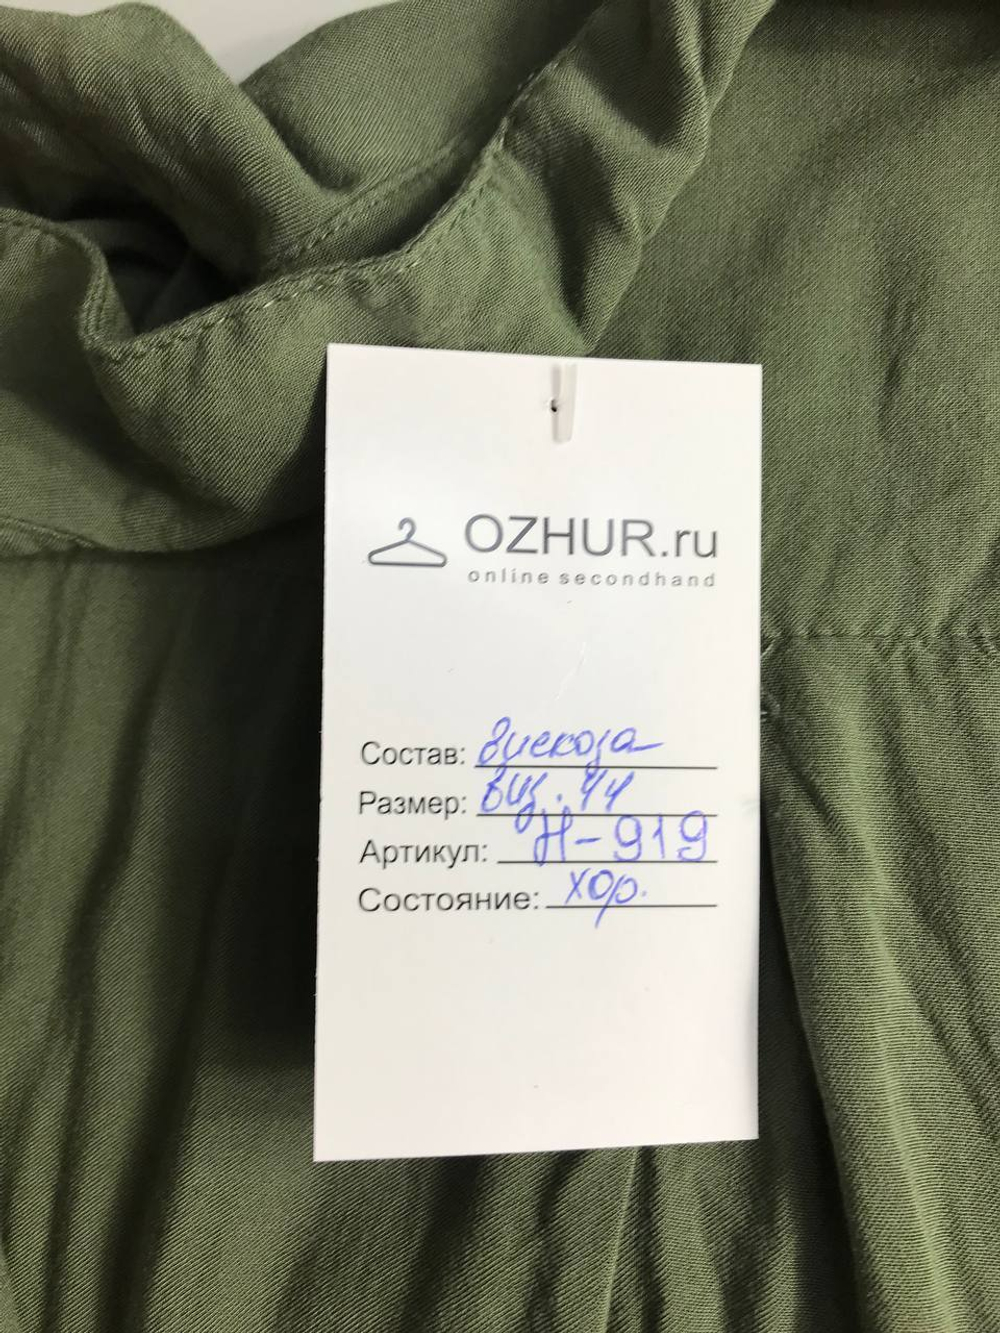 OZHUR.ru
online secondhand
Состав: вискоза
Размер: виз. 44
Артикул: Н-919
Состояние: хор.